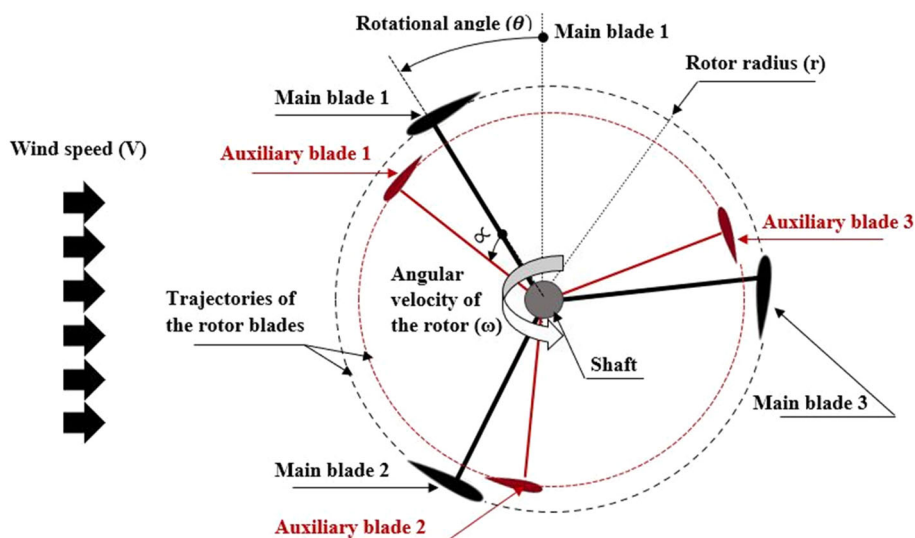 Rotational angle (θ)
Main blade 1
Rotor radius (r)
Main blade 1
Wind speed (V)
Auxiliary blade 1
Auxiliary blade 3
∝
Angular
velocity of
the rotor (ω)
Trajectories of
the rotor blades
Shaft
Main blade 3
Main blade 2
Auxiliary blade 2